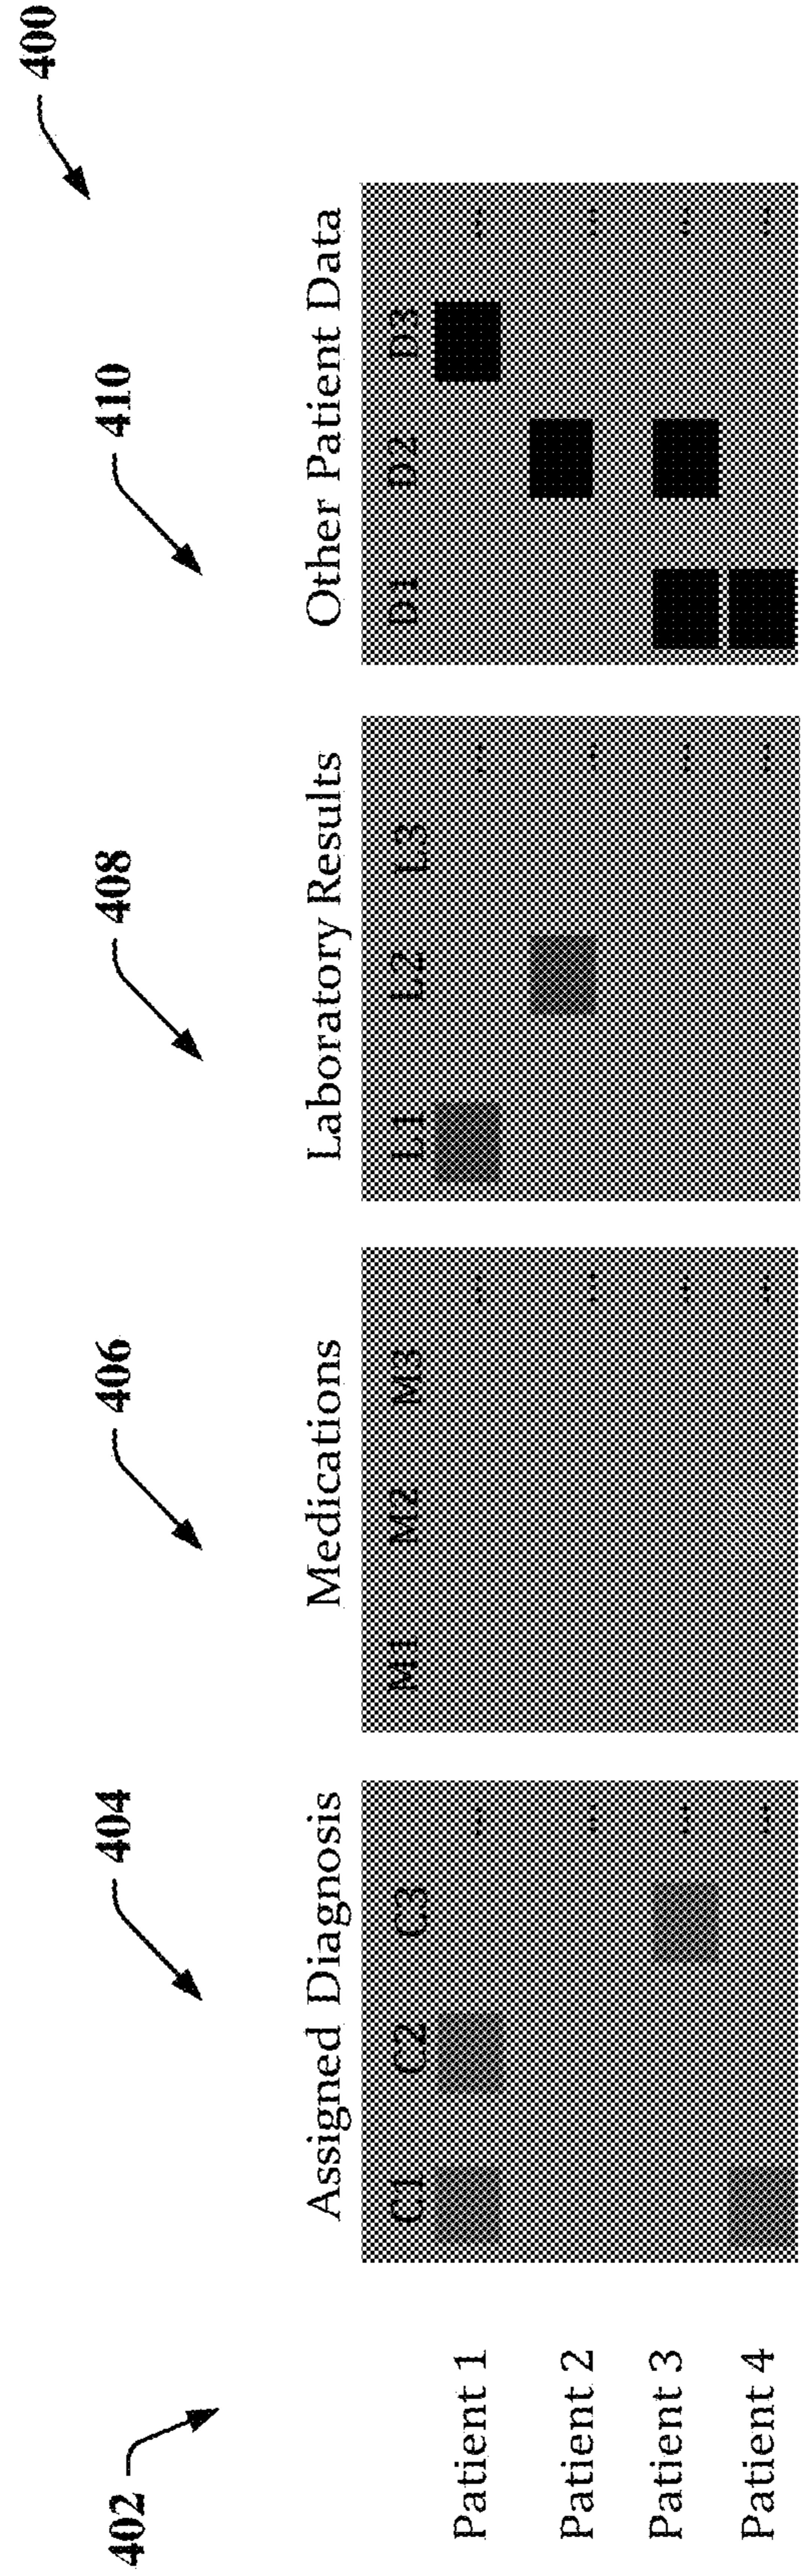 400
402
404
406
408
410
Assigned Diagnosis
Medications
Laboratory Results
Other Patient Data
C1 C2 C3
M1 M2 M3
L1 L2 L3
D1 D2 D3
Patient 1 ... ... ... ...
Patient 2 ... ... ... ...
Patient 3 ... ... ... ...
Patient 4 ... ... ... ...